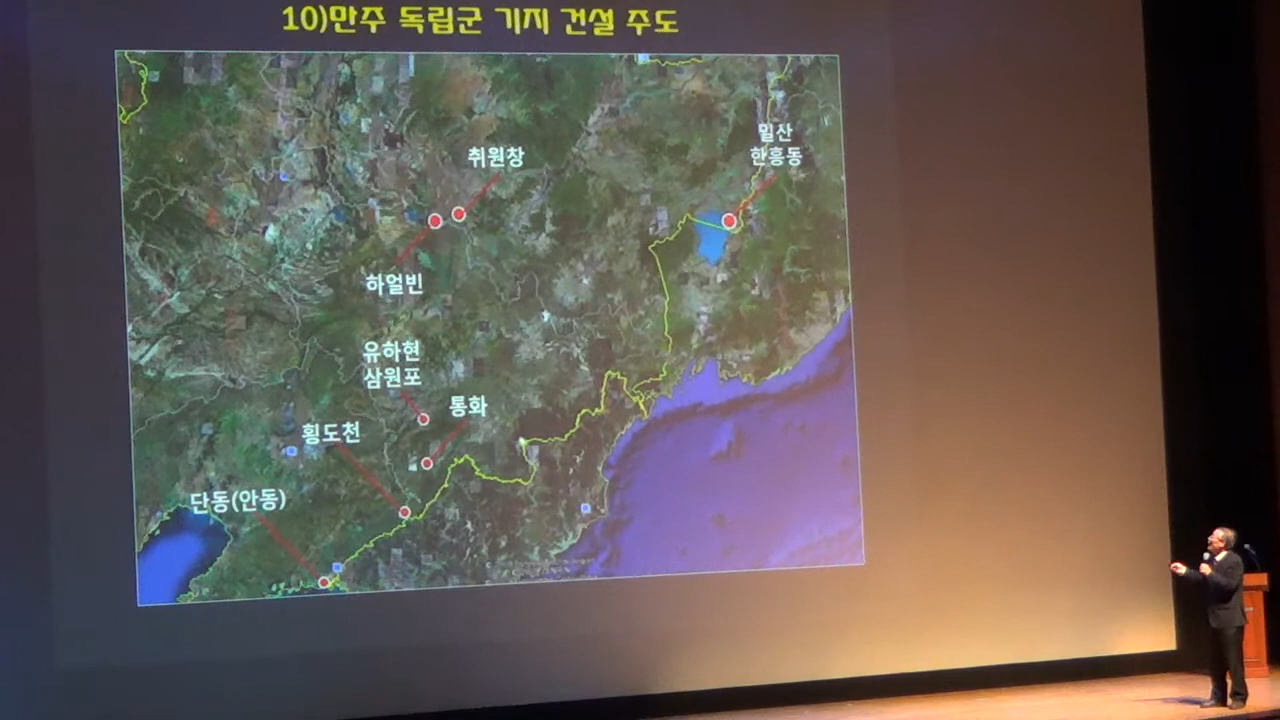 10)만주 독립군 기지 건설 주도
밀산
한흥동
취원창
하얼빈
유하현
삼원포
통화
횡도천
단동(안동)